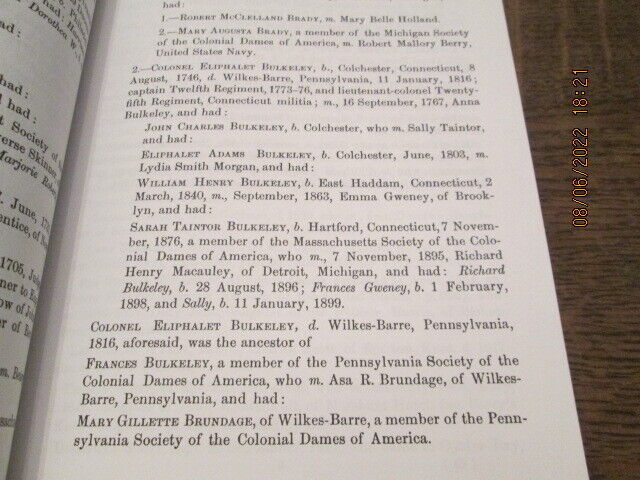 had:
1.—ROBERT MCCLELLAND BRADY, m. Mary Belle Holland.
2.—MARY AUGUSTA BRADY, a member of the Michigan Society
of the Colonial Dames of America, m. Robert Mallory Berry,
United States Navy.
2.—COLONEL ELIPHALET BULKELEY, b., Colchester, Connecticut, 8
August, 1746, d. Wilkes-Barre, Pennsylvania, 11 January, 1816;
captain Twelfth Regiment, 1773-76, and lieutenant-colonel Twenty-
fifth Regiment, Connecticut militia; m., 16 September, 1767, Anna
Bulkeley, and had:
JOHN CHARLES BULKELEY, b. Colchester, who m. Sally Taintor,
and had:
ELIPHALET ADAMS BULKELEY, b. Colchester, June, 1803, m.
Lydia Smith Morgan, and had:
WILLIAM HENRY BULKELEY, b. East Haddam, Connecticut, 2
March, 1840, m., September, 1863, Emma Gweney, of Brook-
lyn, and had:
SARAH TAINTOR BULKELEY, b. Hartford, Connecticut, 7 Novem-
ber, 1876, a member of the Massachusetts Society of the Colo-
nial Dames of America, who m., 7 November, 1895, Richard
Henry Macauley, of Detroit, Michigan, and had: Richard
Bulkeley, b. 28 August, 1896; Frances Gweney, b. 1 February,
1898, and Sally, b. 11 January, 1899.
COLONEL ELIPHALET BULKELEY, d. Wilkes-Barre, Pennsylvania,
1816, aforesaid, was the ancestor of
FRANCES BULKELEY, a member of the Pennsylvania Society of the
Colonial Dames of America, who m. Asa R. Brundage, of Wilkes-
Barre, Pennsylvania, and had:
MARY GILLETTE BRUNDAGE, of Wilkes-Barre, a member of the Penn-
sylvania Society of the Colonial Dames of America.
08/06/2022 18:21